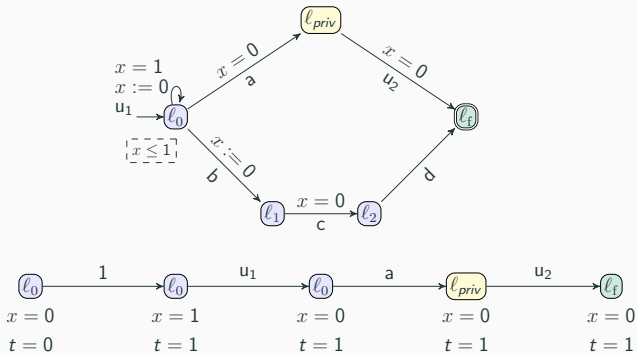 ℓpriv
x = 0
a
x = 0
u2
x = 1
x := 0
u1
ℓ0
ℓf
x ≤ 1
x := 0
b
d
ℓ1
x = 0
c
ℓ2
ℓ0 1 ℓ0 u1 ℓ0 a ℓpriv u2 ℓf
x = 0 x = 1 x = 0 x = 0 x = 0
t = 0 t = 1 t = 1 t = 1 t = 1